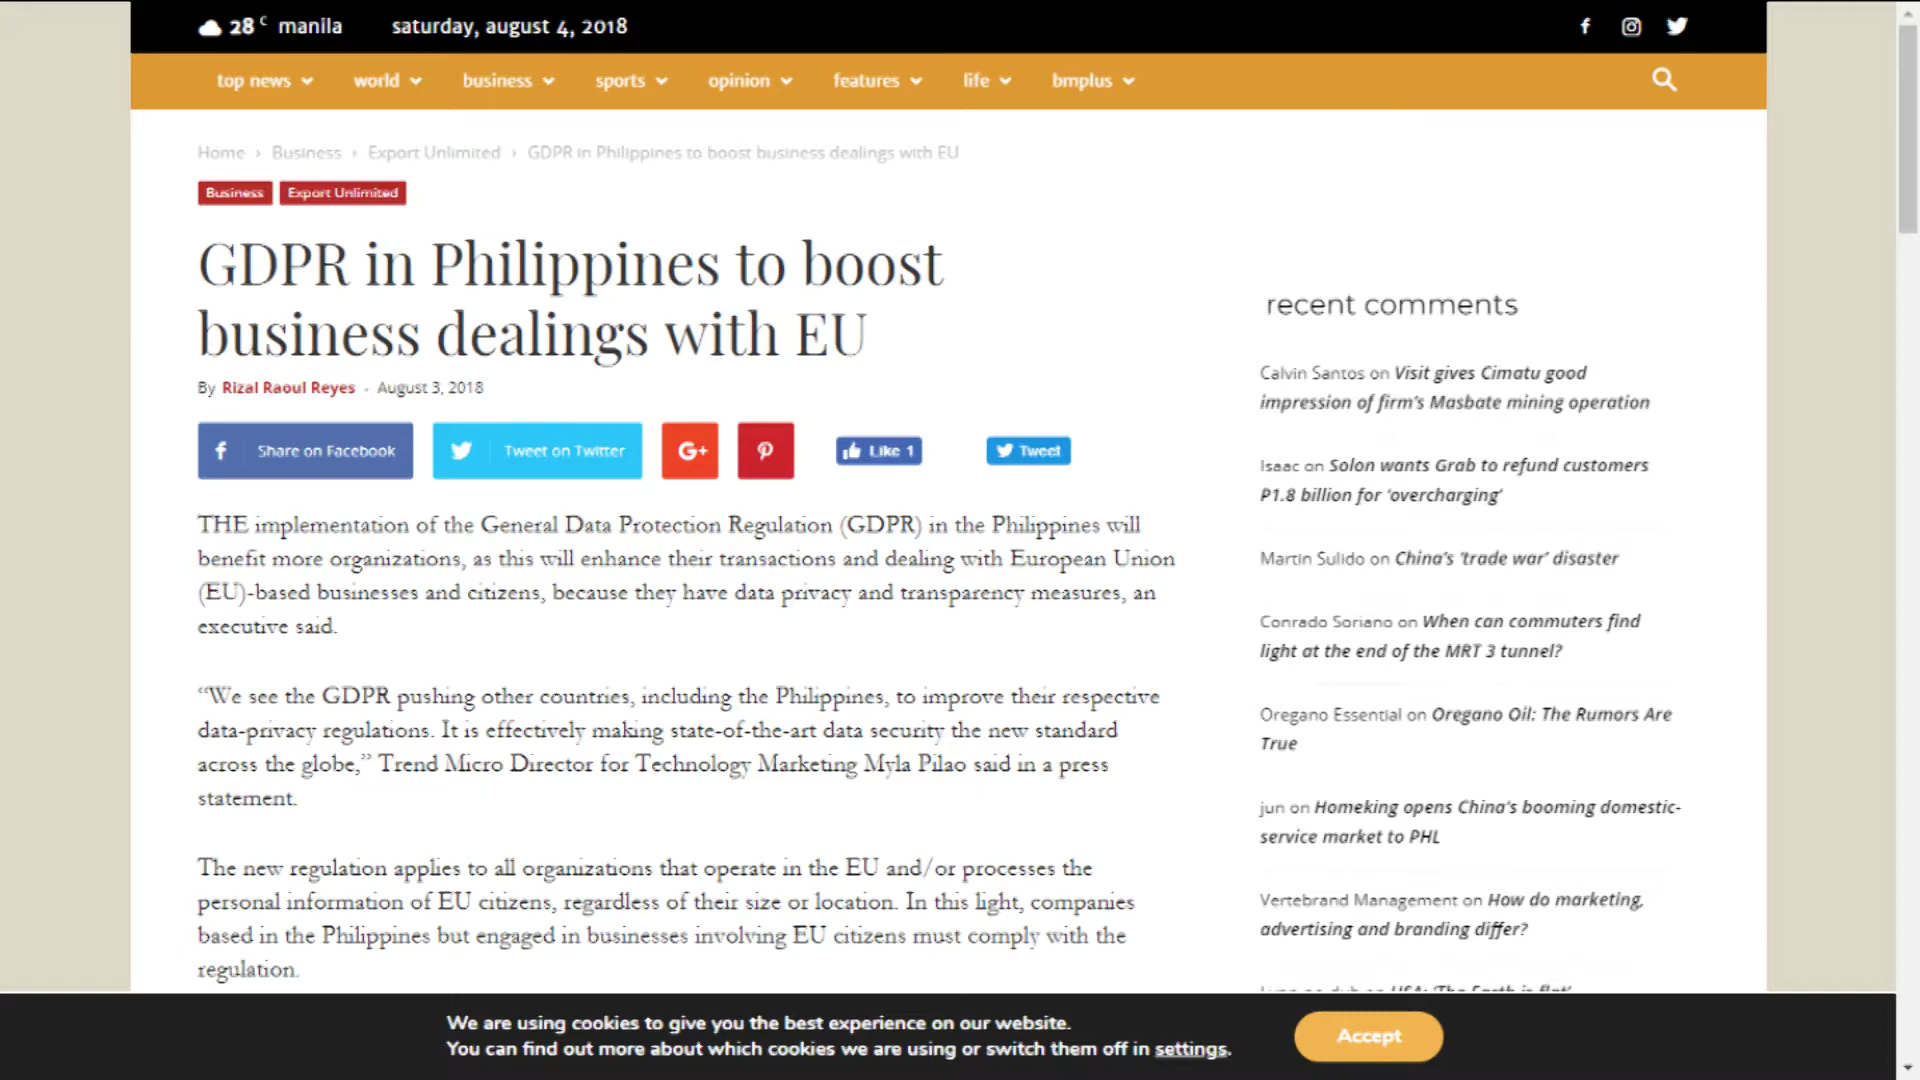 28 C manila saturday, august 4, 2018
top news world business sports opinion features life bmplus
Home › Business › Export Unlimited › GDPR in Philippines to boost business dealings with EU
Business Export Unlimited
GDPR in Philippines to boost
business dealings with EU
By Rizal Raoul Reyes - August 3, 2018
Share on Facebook Tweet on Twitter G+ Like 1 Tweet
THE implementation of the General Data Protection Regulation (GDPR) in the Philippines will
benefit more organizations, as this will enhance their transactions and dealing with European Union
(EU)-based businesses and citizens, because they have data privacy and transparency measures, an
executive said.
“We see the GDPR pushing other countries, including the Philippines, to improve their respective
data-privacy regulations. It is effectively making state-of-the-art data security the new standard
across the globe,” Trend Micro Director for Technology Marketing Myla Pilao said in a press
statement.
The new regulation applies to all organizations that operate in the EU and/or processes the
personal information of EU citizens, regardless of their size or location. In this light, companies
based in the Philippines but engaged in businesses involving EU citizens must comply with the
regulation.
recent comments
Calvin Santos on Visit gives Cimatu good
impression of firm’s Masbate mining operation
Isaac on Solon wants Grab to refund customers
P1.8 billion for ‘overcharging’
Martin Sulido on China’s ‘trade war’ disaster
Conrado Soriano on When can commuters find
light at the end of the MRT 3 tunnel?
Oregano Essential on Oregano Oil: The Rumors Are
True
jun on Homeking opens China’s booming domestic-
service market to PHL
Vertebrand Management on How do marketing,
advertising and branding differ?
We are using cookies to give you the best experience on our website.
You can find out more about which cookies we are using or switch them off in settings.
Accept